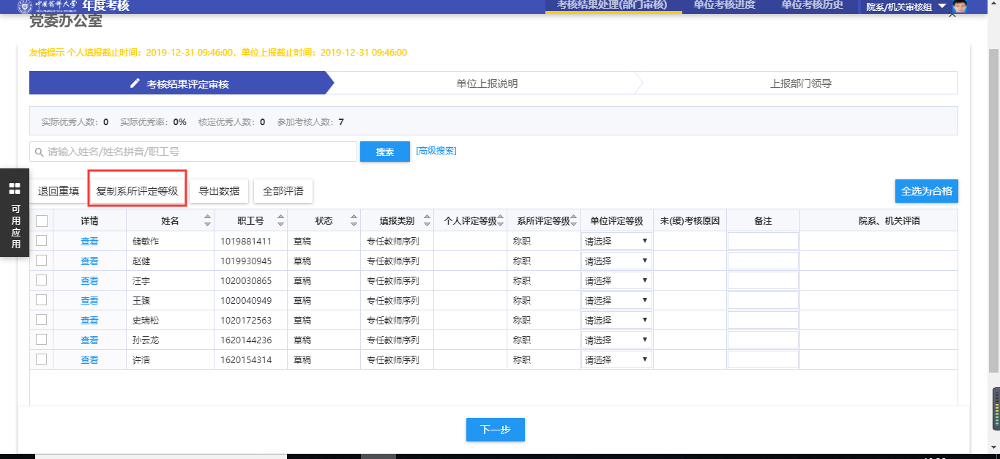 年度考核
考核结果处理(部门审核) 单位考核进度 单位考核历史 院系/机关审核组
党委办公室
友情提示 个人填报截止时间：2019-12-31 09:46:00，单位上报截止时间：2019-12-31 09:46:00
考核结果评定审核 单位上报说明 上报部门领导
实际优秀人数：0 实际优秀率：0% 核定优秀人数：0 参加考核人数：7
请输入姓名/姓名拼音/职工号 搜索 [高级搜索]
可用应用
退回重填 复制系所评定等级 导出数据 全部评语 全选为合格
详情 姓名 职工号 状态 填报类别 个人评定等级 系所评定等级 单位评定等级 未(缓)考核原因 备注 院系、机关评语
查看 储敏作 1019881411 草稿 专任教师序列 称职 请选择
查看 赵健 1019930945 草稿 专任教师序列 称职 请选择
查看 汪宇 1020030865 草稿 专任教师序列 称职 请选择
查看 王臻 1020040949 草稿 专任教师序列 称职 请选择
查看 史瑞松 1020172563 草稿 专任教师序列 称职 请选择
查看 孙云龙 1620144236 草稿 专任教师序列 称职 请选择
查看 许浩 1620154314 草稿 专任教师序列 称职 请选择
下一步